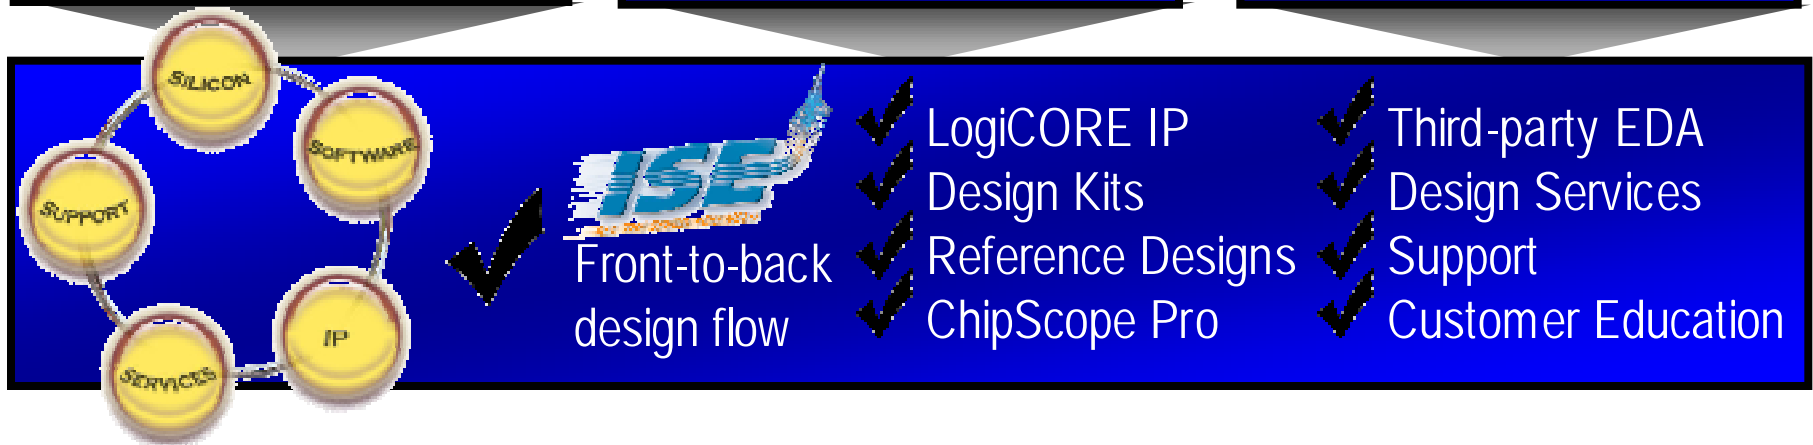 SILICON
SOFTWARE
SUPPORT
IP
SERVICES
ISE
Front-to-back
design flow
LogiCORE IP
Design Kits
Reference Designs
ChipScope Pro
Third-party EDA
Design Services
Support
Customer Education